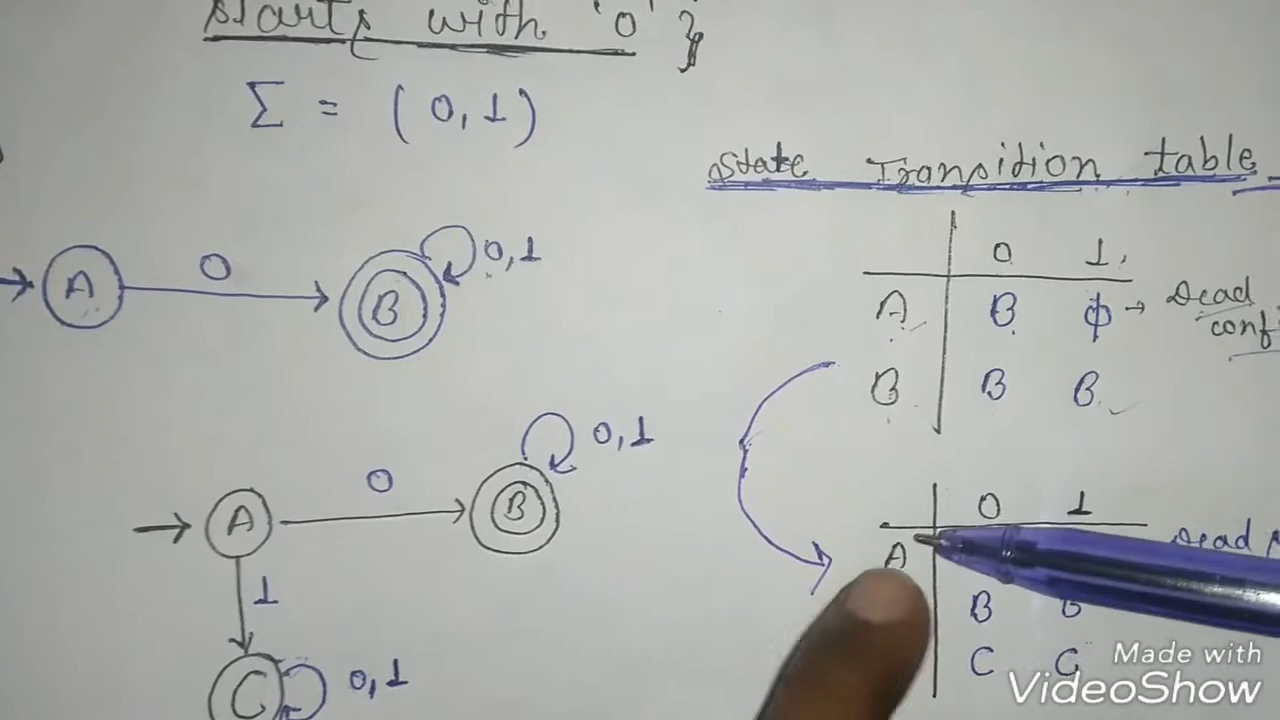 starts with '0' }
Σ = (0,1)
State Transition table
0 1
A B ϕ → Dead
conf
B B B
A 0 B 0,1
A 0 B 0,1
1
C 0,1
0 1
A
B B
C C
Dead
Made with
VideoShow